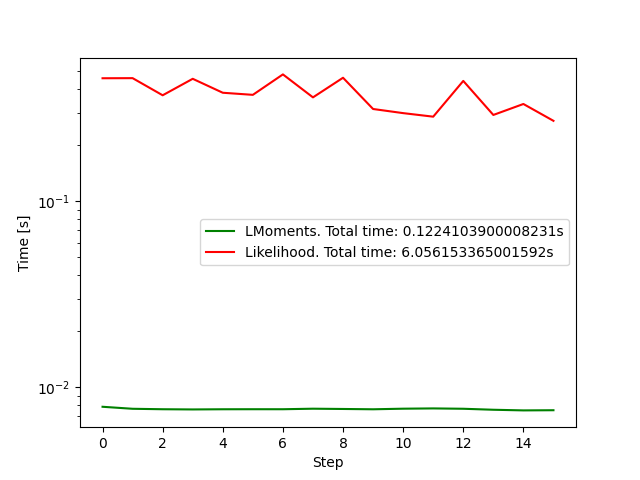 10⁻¹
10⁻²
Time [s]
LMoments. Total time: 0.1224103900008231s
Likelihood. Total time: 6.056153365001592s
0 2 4 6 8 10 12 14
Step